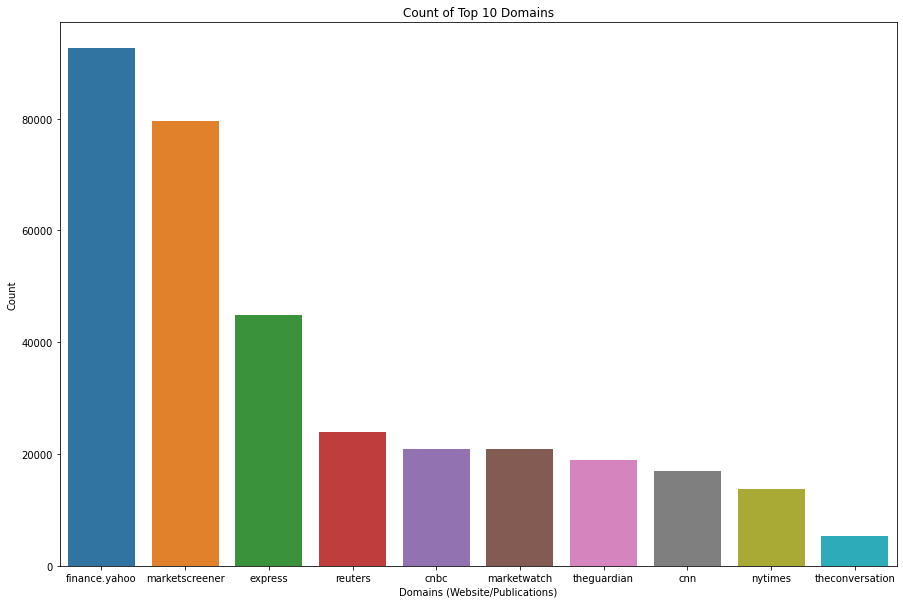 Count of Top 10 Domains
80000
60000
40000
20000
0
Count
finance.yahoo marketscreener express reuters cnbc marketwatch theguardian cnn nytimes theconversation
Domains (Website/Publications)